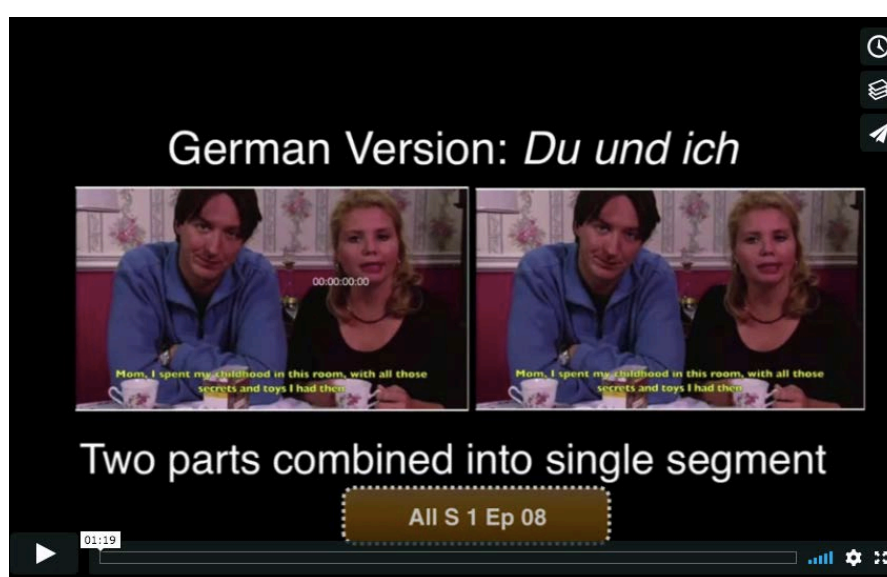 German Version: Du und ich
00:00:00:00
Mom, I spent my childhood in this room, with all those
secrets and toys I had then.
Mom, I spent my childhood in this room, with all those
secrets and toys I had then.
Two parts combined into single segment
All S 1 Ep 08
01:19